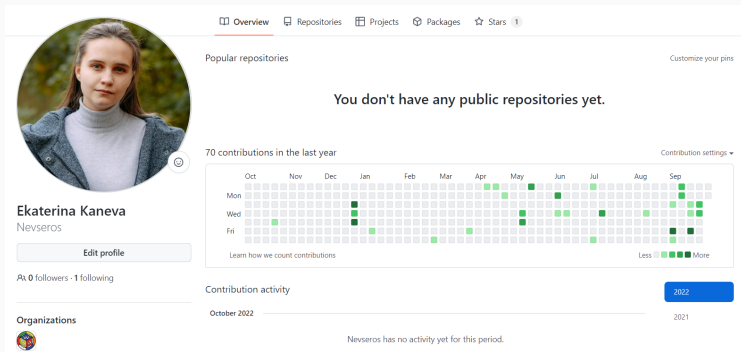 Overview Repositories Projects Packages Stars 1
Popular repositories Customize your pins
You don't have any public repositories yet.
70 contributions in the last year Contribution settings
Oct Nov Dec Jan Feb Mar Apr May Jun Jul Aug Sep
Mon
Wed
Fri
Learn how we count contributions Less More
Ekaterina Kaneva
Nevseros
Edit profile
0 followers · 1 following
Organizations
Contribution activity
2022
2021
October 2022
Nevseros has no activity yet for this period.